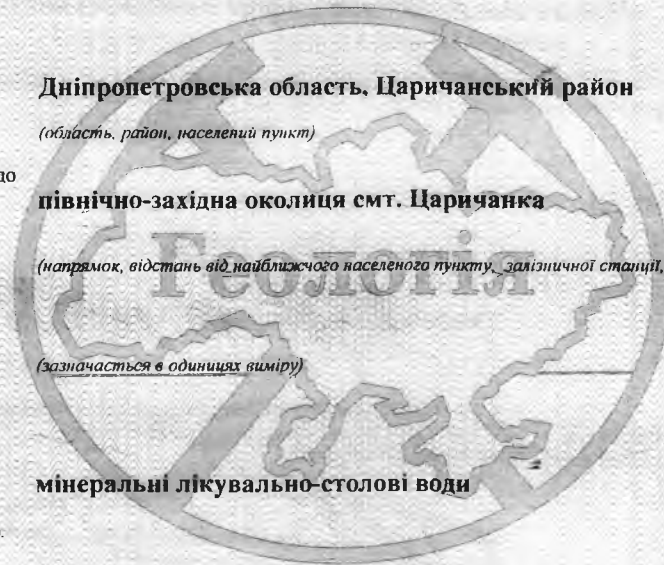 Дніпропетровська область, Царичанський район
(область, район, населений пункт)
до
північно-західна околиця смт. Царичанка
(напрямок, відстань від найближчого населеного пункту, залізничної станції,
Геологія
(зазначається в одиницях виміру)
мінеральні лікувально-столові води